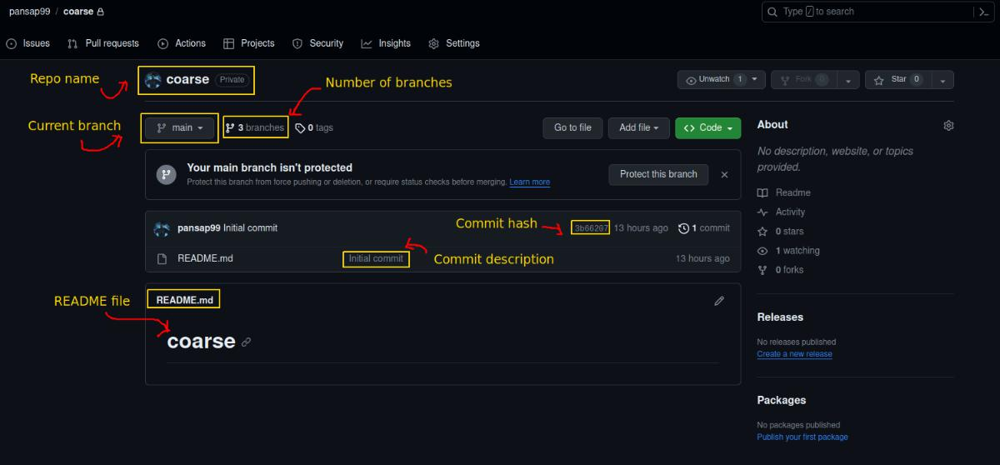 pansap99 / coarse
Type / to search
Issues Pull requests Actions Projects Security Insights Settings
Repo name
coarse Private
Number of branches
Unwatch 1
Fork 0
Star 0
Current branch
main
3 branches
0 tags
Go to file
Add file
Code
Your main branch isn't protected
Protect this branch from force pushing or deletion, or require status checks before merging. Learn more
Protect this branch
pansap99 Initial commit
Commit hash
3b66207 13 hours ago 1 commit
README.md Initial commit 13 hours ago
Commit description
README file
README.md
coarse
About
No description, website, or topics
provided.
Readme
Activity
0 stars
1 watching
0 forks
Releases
No releases published
Create a new release
Packages
No packages published
Publish your first package